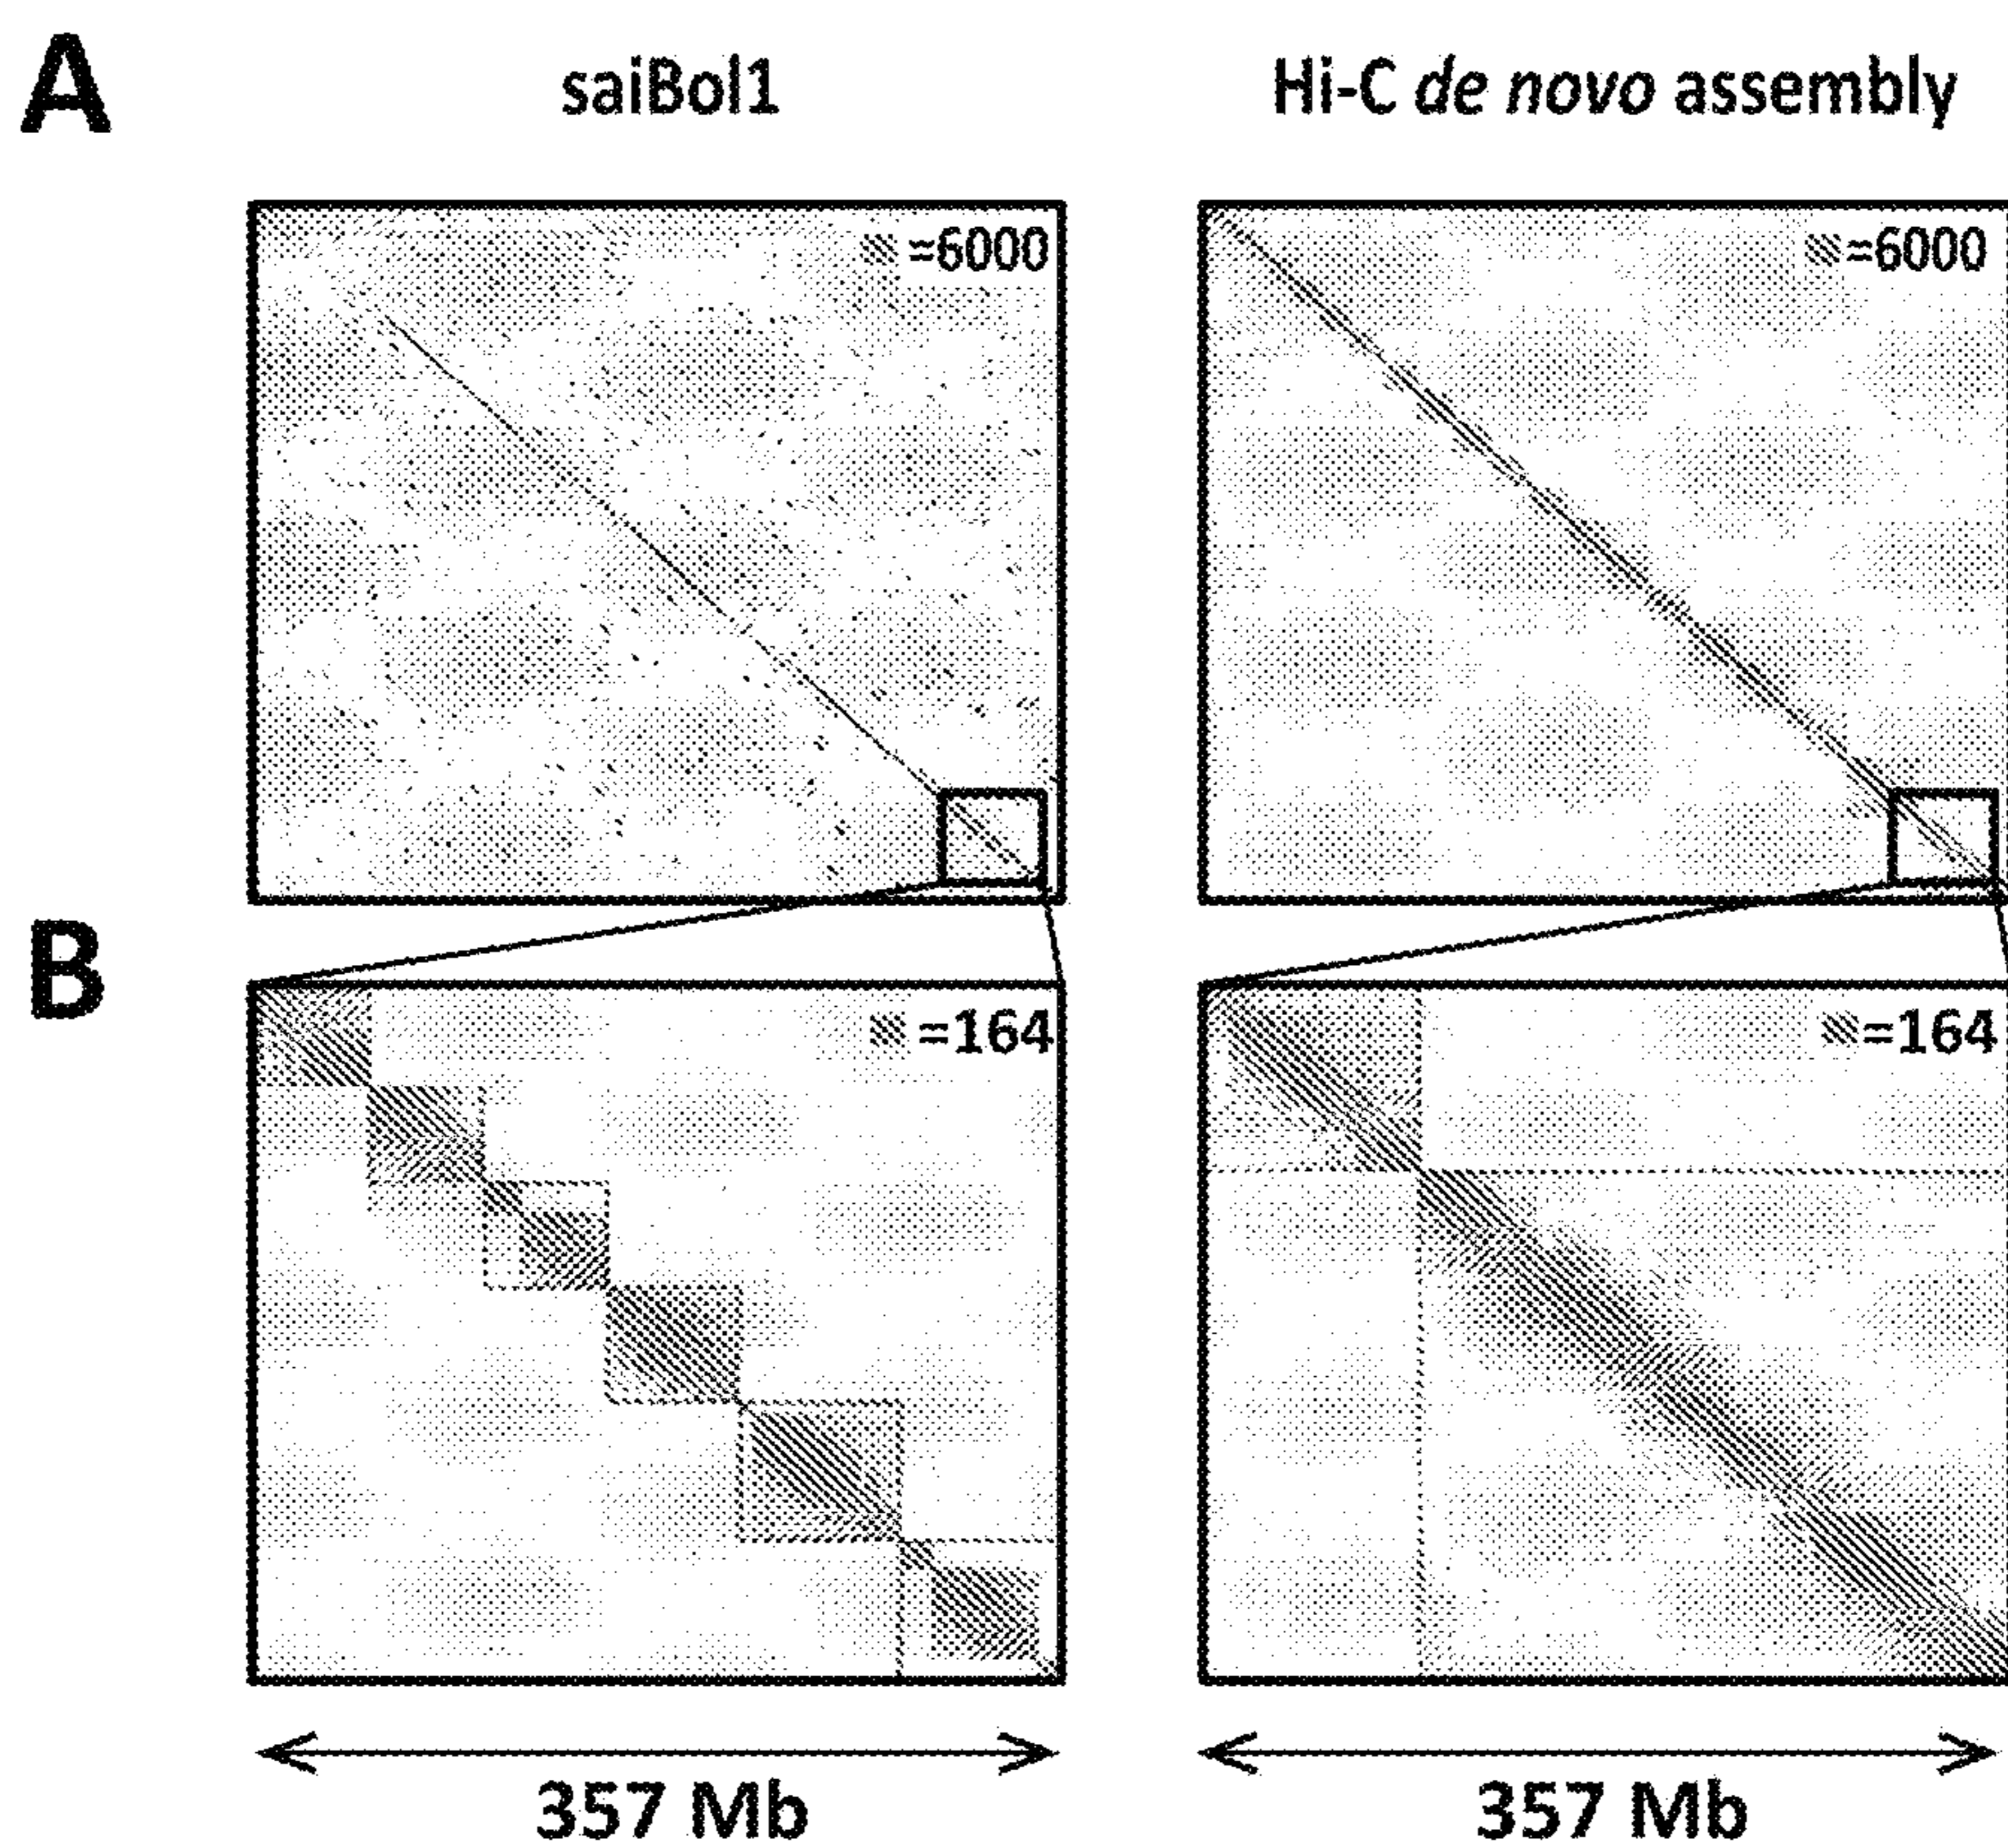 A
saiBol1
Hi-C de novo assembly
=6000
=6000
B
=164
=164
357 Mb
357 Mb